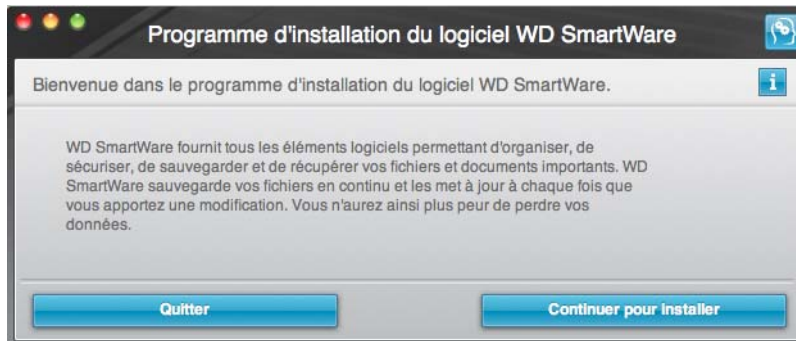 Programme d'installation du logiciel WD SmartWare
Bienvenue dans le programme d'installation du logiciel WD SmartWare.
i
WD SmartWare fournit tous les éléments logiciels permettant d'organiser, de
sécuriser, de sauvegarder et de récupérer vos fichiers et documents importants. WD
SmartWare sauvegarde vos fichiers en continu et les met à jour à chaque fois que
vous apportez une modification. Vous n'aurez ainsi plus peur de perdre vos
données.
Quitter
Continuer pour installer